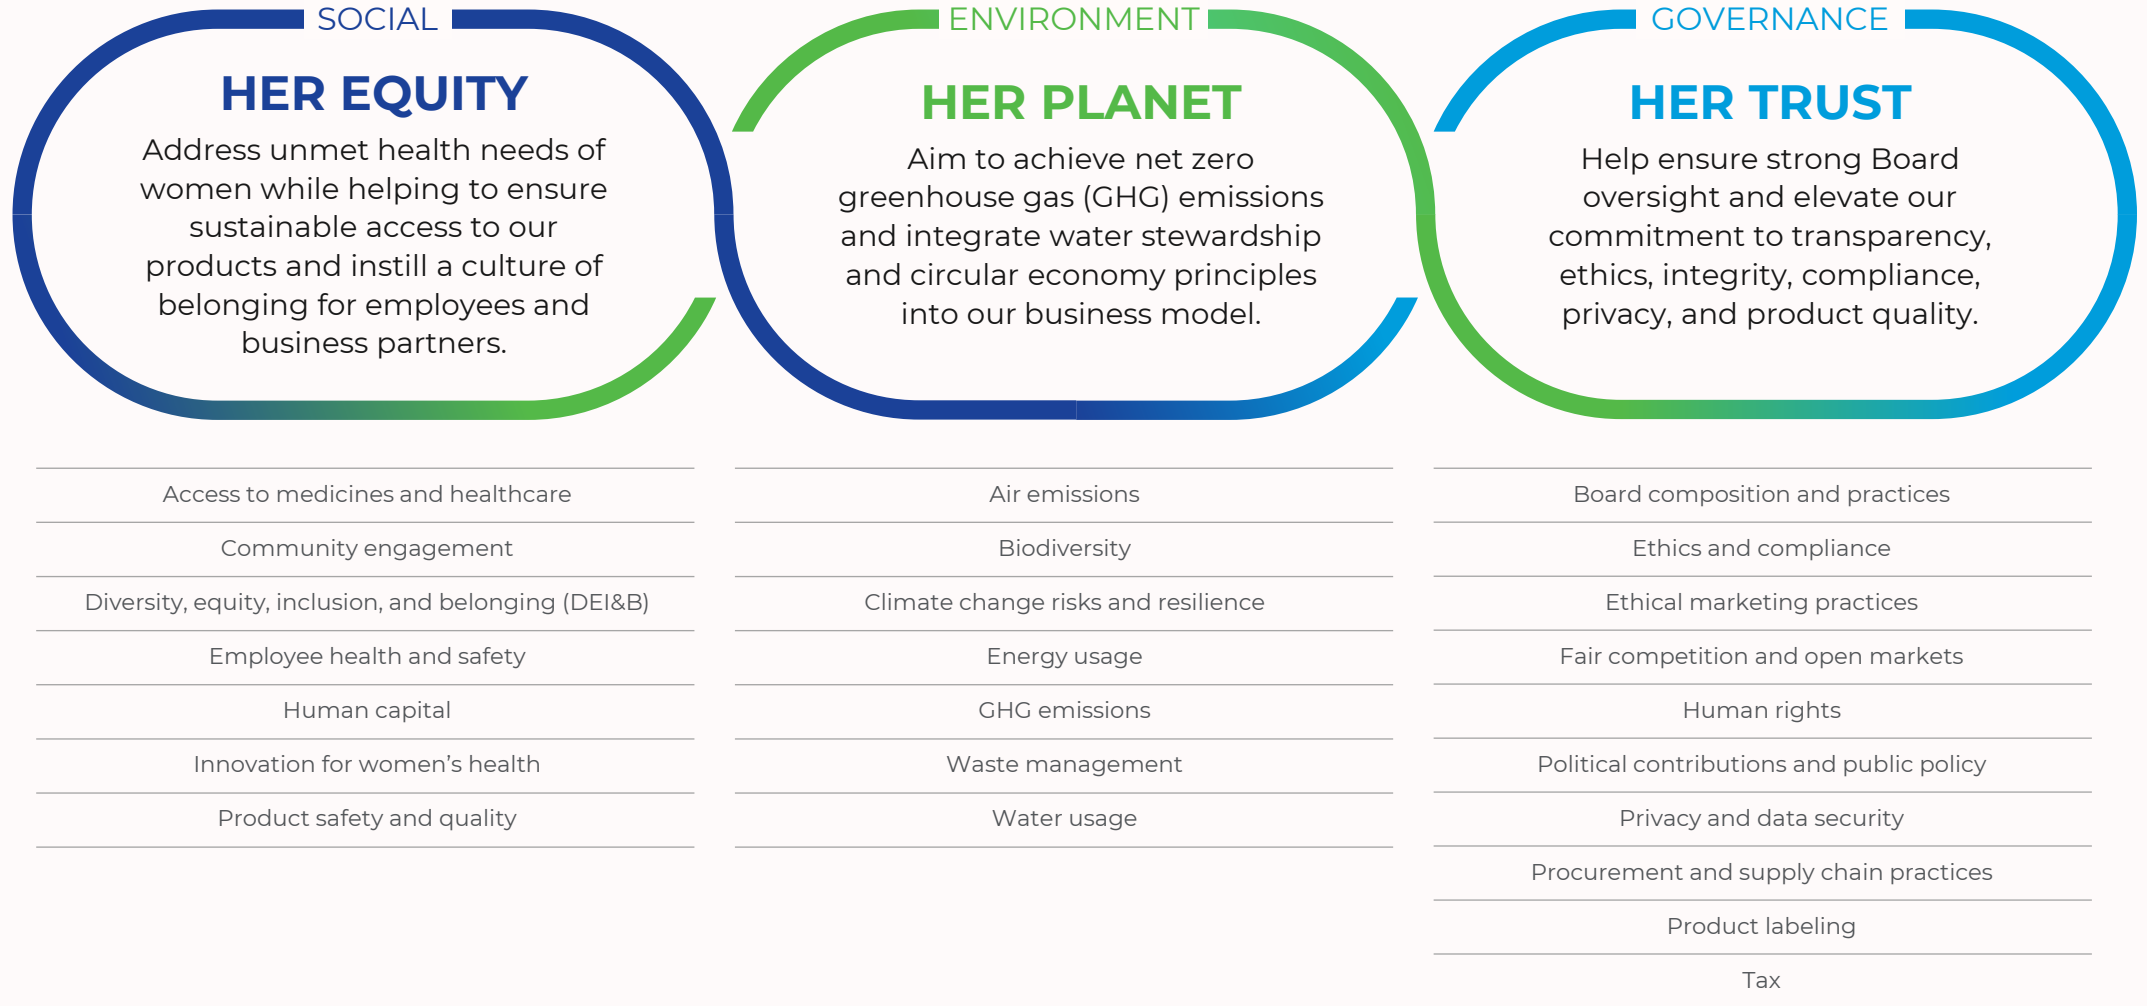 SOCIAL
HER EQUITY
Address unmet health needs of
women while helping to ensure
sustainable access to our
products and instill a culture of
belonging for employees and
business partners.
Access to medicines and healthcare
Community engagement
Diversity, equity, inclusion, and belonging (DEI&B)
Employee health and safety
Human capital
Innovation for women’s health
Product safety and quality
ENVIRONMENT
HER PLANET
Aim to achieve net zero
greenhouse gas (GHG) emissions
and integrate water stewardship
and circular economy principles
into our business model.
Air emissions
Biodiversity
Climate change risks and resilience
Energy usage
GHG emissions
Waste management
Water usage
GOVERNANCE
HER TRUST
Help ensure strong Board
oversight and elevate our
commitment to transparency,
ethics, integrity, compliance,
privacy, and product quality.
Board composition and practices
Ethics and compliance
Ethical marketing practices
Fair competition and open markets
Human rights
Political contributions and public policy
Privacy and data security
Procurement and supply chain practices
Product labeling
Tax